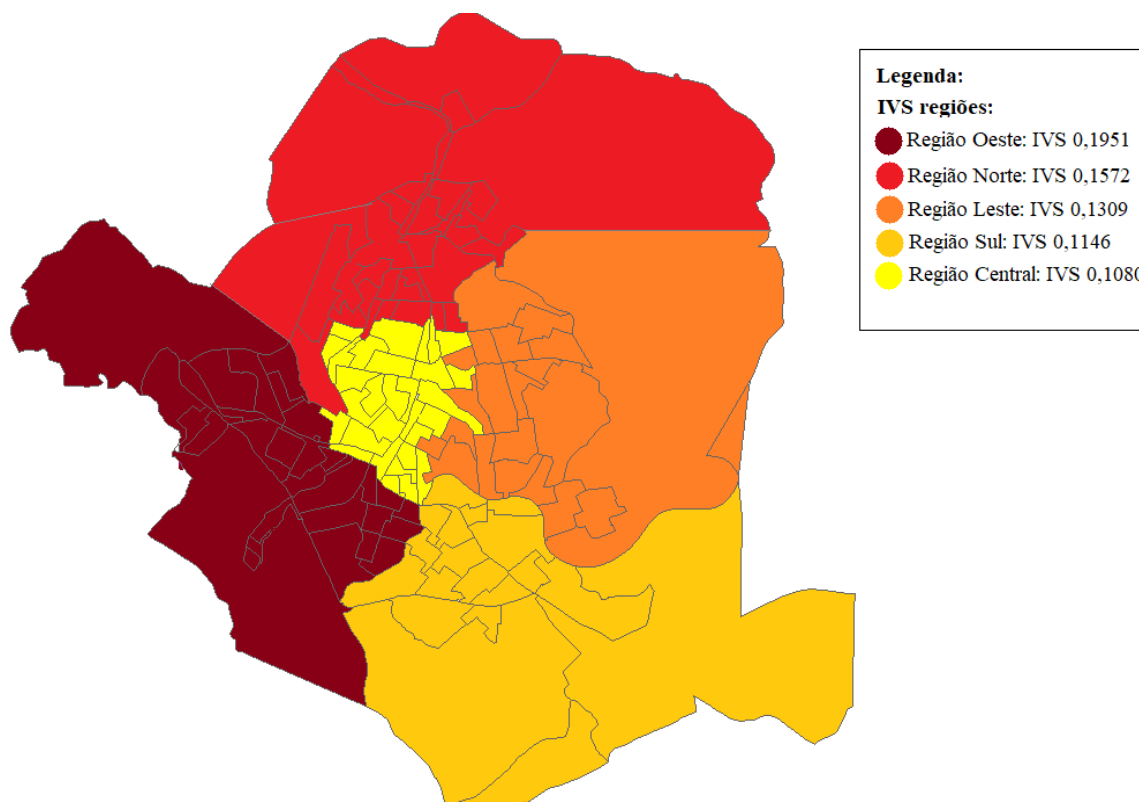 Legenda:
IVS regiões:
Região Oeste: IVS 0,1951
Região Norte: IVS 0,1572
Região Leste: IVS 0,1309
Região Sul: IVS 0,1146
Região Central: IVS 0,1080